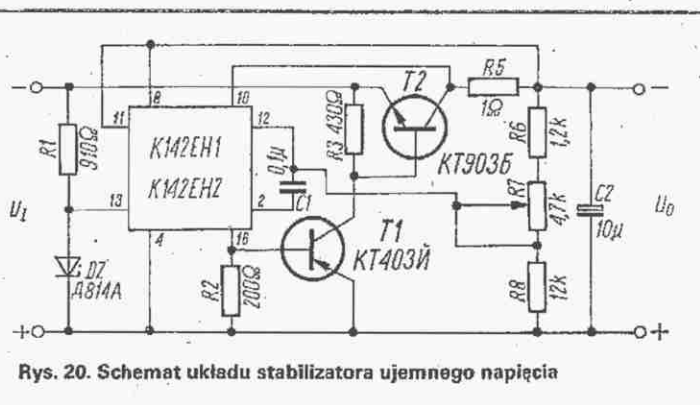 8
10
T2
R5
1Ω
11
12
R1
910Ω
K142EH1
K142EH2
0,1μ
C1
R3 430Ω
KT903Б
R6
1,2k
R7
4,7k
C2
10μ
U₁
U₀
13
2
4
16
T1
KT403Й
DZ
Д814A
R2
200Ω
R8
12k
Rys. 20. Schemat układu stabilizatora ujemnego napięcia